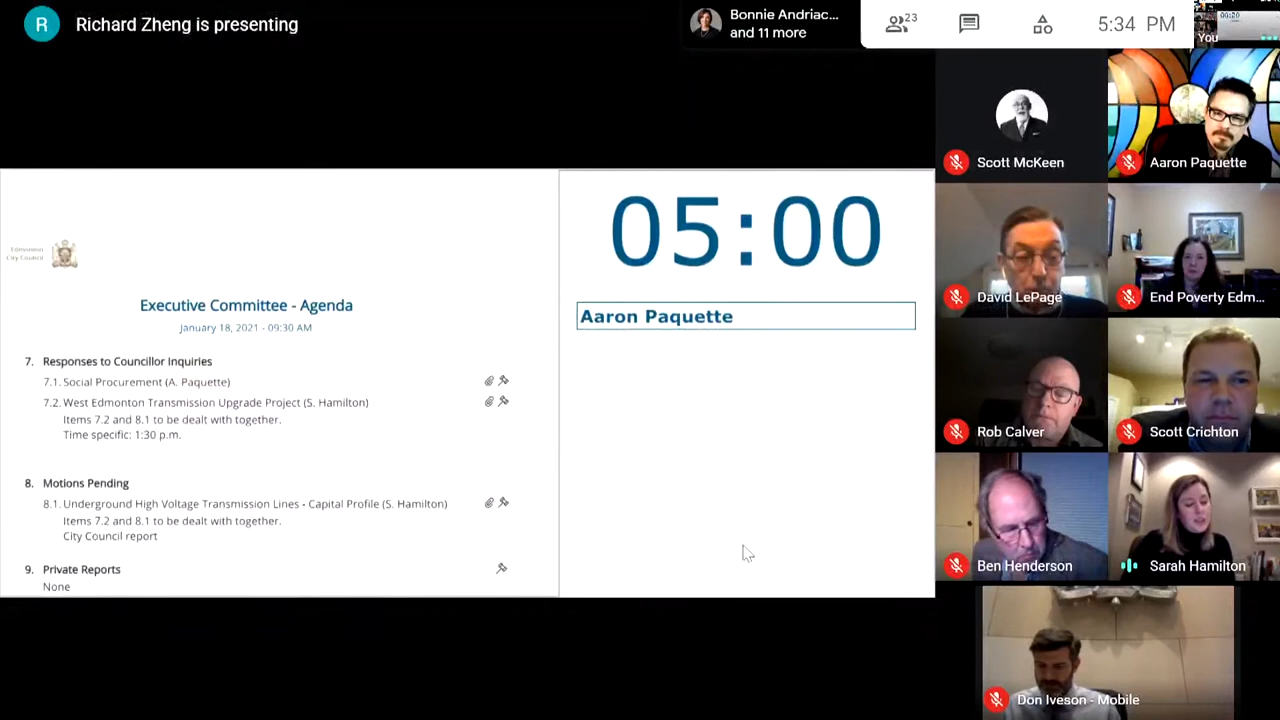 R
Richard Zheng is presenting
Bonnie Andriac...
and 11 more
23
5:34 PM
You
Scott McKeen
Aaron Paquette
David LePage
End Poverty Edm...
Rob Calver
Scott Crichton
Ben Henderson
Sarah Hamilton
Don Iveson - Mobile
Edmonton
City Council
Executive Committee - Agenda
January 18, 2021 - 09:30 AM
7. Responses to Councillor Inquiries
7.1. Social Procurement (A. Paquette)
7.2. West Edmonton Transmission Upgrade Project (S. Hamilton)
Items 7.2 and 8.1 to be dealt with together.
Time specific: 1:30 p.m.
8. Motions Pending
8.1. Underground High Voltage Transmission Lines - Capital Profile (S. Hamilton)
Items 7.2 and 8.1 to be dealt with together.
City Council report
9. Private Reports
None
05:00
Aaron Paquette